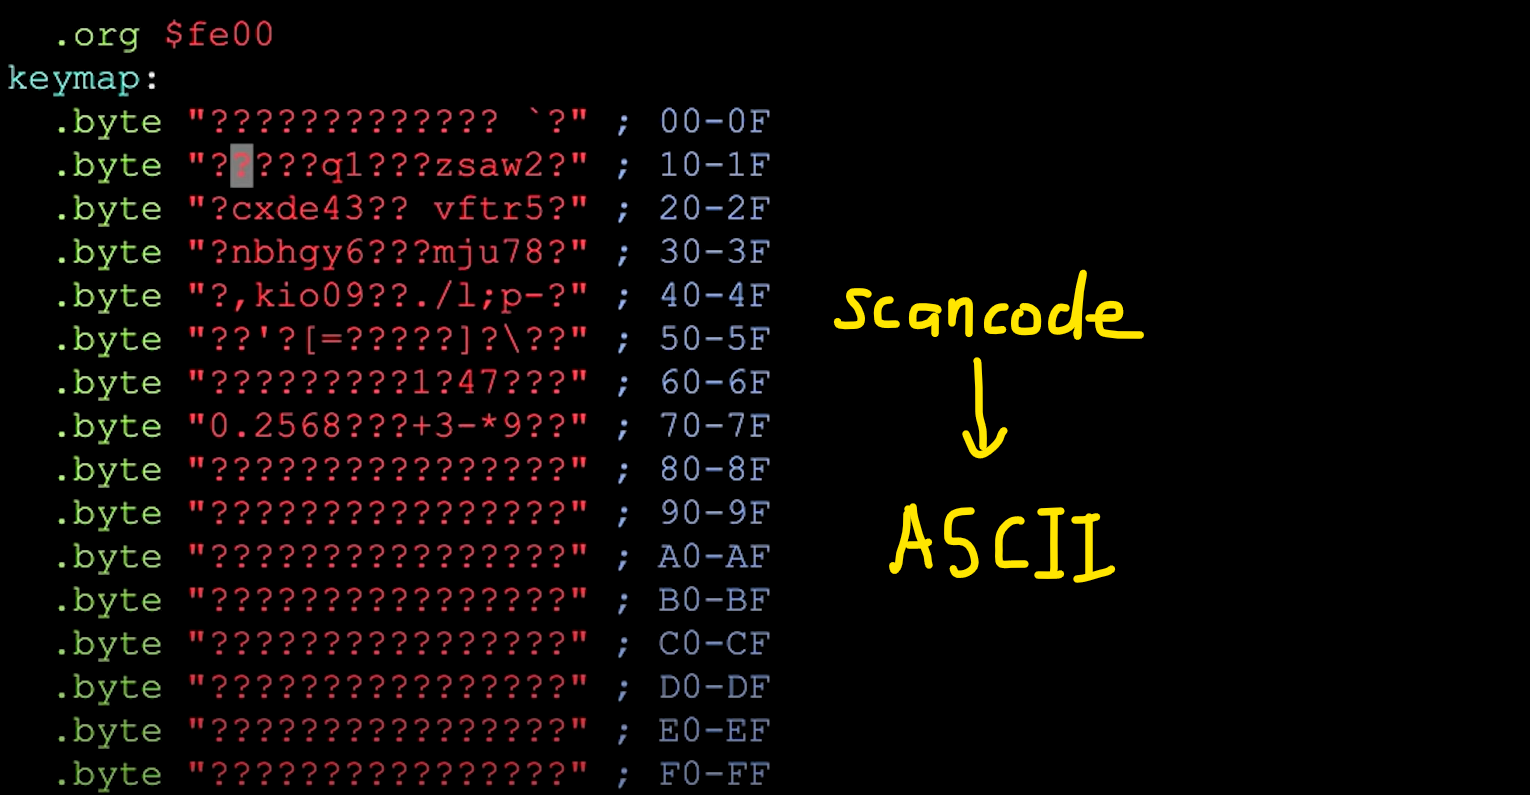 .org $fe00
keymap:
.byte "????????????? `?" ; 00-0F
.byte "?????q1???zsaw2?" ; 10-1F
.byte "?cxde43?? vftr5?" ; 20-2F
.byte "?nbhgy6???mju78?" ; 30-3F
.byte "?,kio09??./l;p-?" ; 40-4F
.byte "??'?[=?????]?\??" ; 50-5F
.byte "?????????1?47???" ; 60-6F
.byte "0.2568???+3-*9??" ; 70-7F
.byte "????????????????" ; 80-8F
.byte "????????????????" ; 90-9F
.byte "????????????????" ; A0-AF
.byte "????????????????" ; B0-BF
.byte "????????????????" ; C0-CF
.byte "????????????????" ; D0-DF
.byte "????????????????" ; E0-EF
.byte "????????????????" ; F0-FF
scancode
ASCII